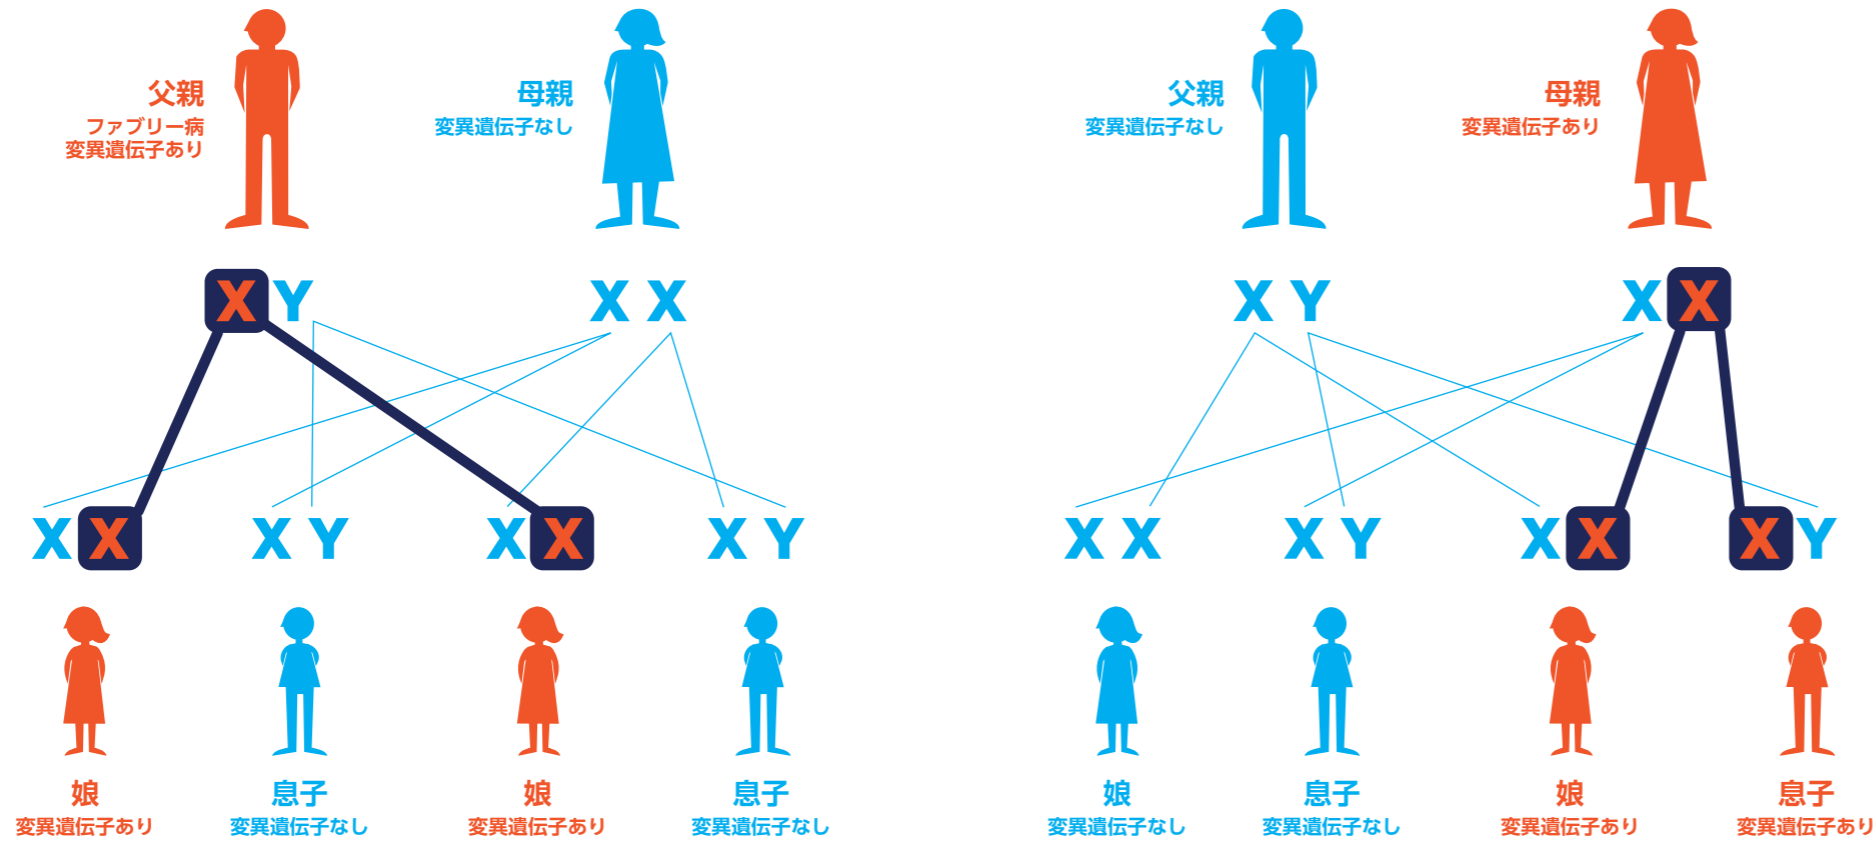 父親
ファブリー病
変異遺伝子あり
母親
変異遺伝子なし
X Y
X X
X X
X Y
X X
X Y
娘
変異遺伝子あり
息子
変異遺伝子なし
娘
変異遺伝子あり
息子
変異遺伝子なし
父親
変異遺伝子なし
母親
変異遺伝子あり
X Y
X X
X X
X Y
X X
X Y
娘
変異遺伝子なし
息子
変異遺伝子なし
娘
変異遺伝子あり
息子
変異遺伝子あり